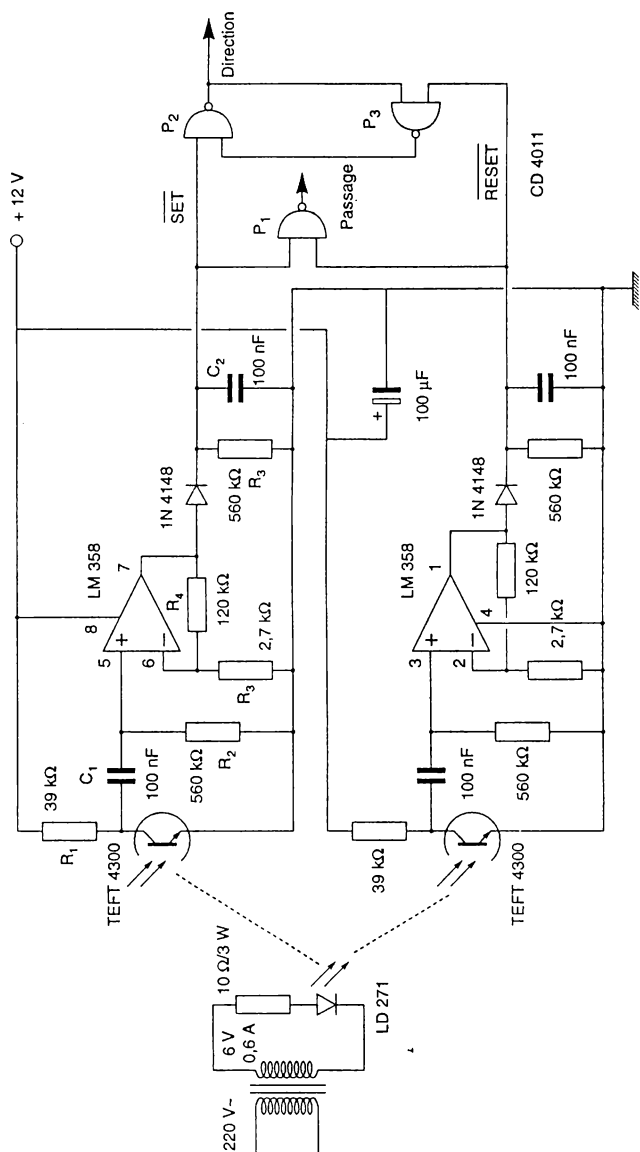 220 V~
6 V
0,6 A
10 Ω/3 W
LD 271
R1
39 kΩ
TEFT 4300
C1
100 nF
560 kΩ
R2
5
6
+
−
8
7
LM 358
R4
120 kΩ
2,7 kΩ
R3
1N 4148
560 kΩ
R3
C2
100 nF
+ 12 V
SET
P1
Passage
P2
Direction
P3
RESET
CD 4011
+
100 µF
39 kΩ
TEFT 4300
100 nF
560 kΩ
3
2
+
−
1
4
LM 358
120 kΩ
2,7 kΩ
1N 4148
560 kΩ
100 nF